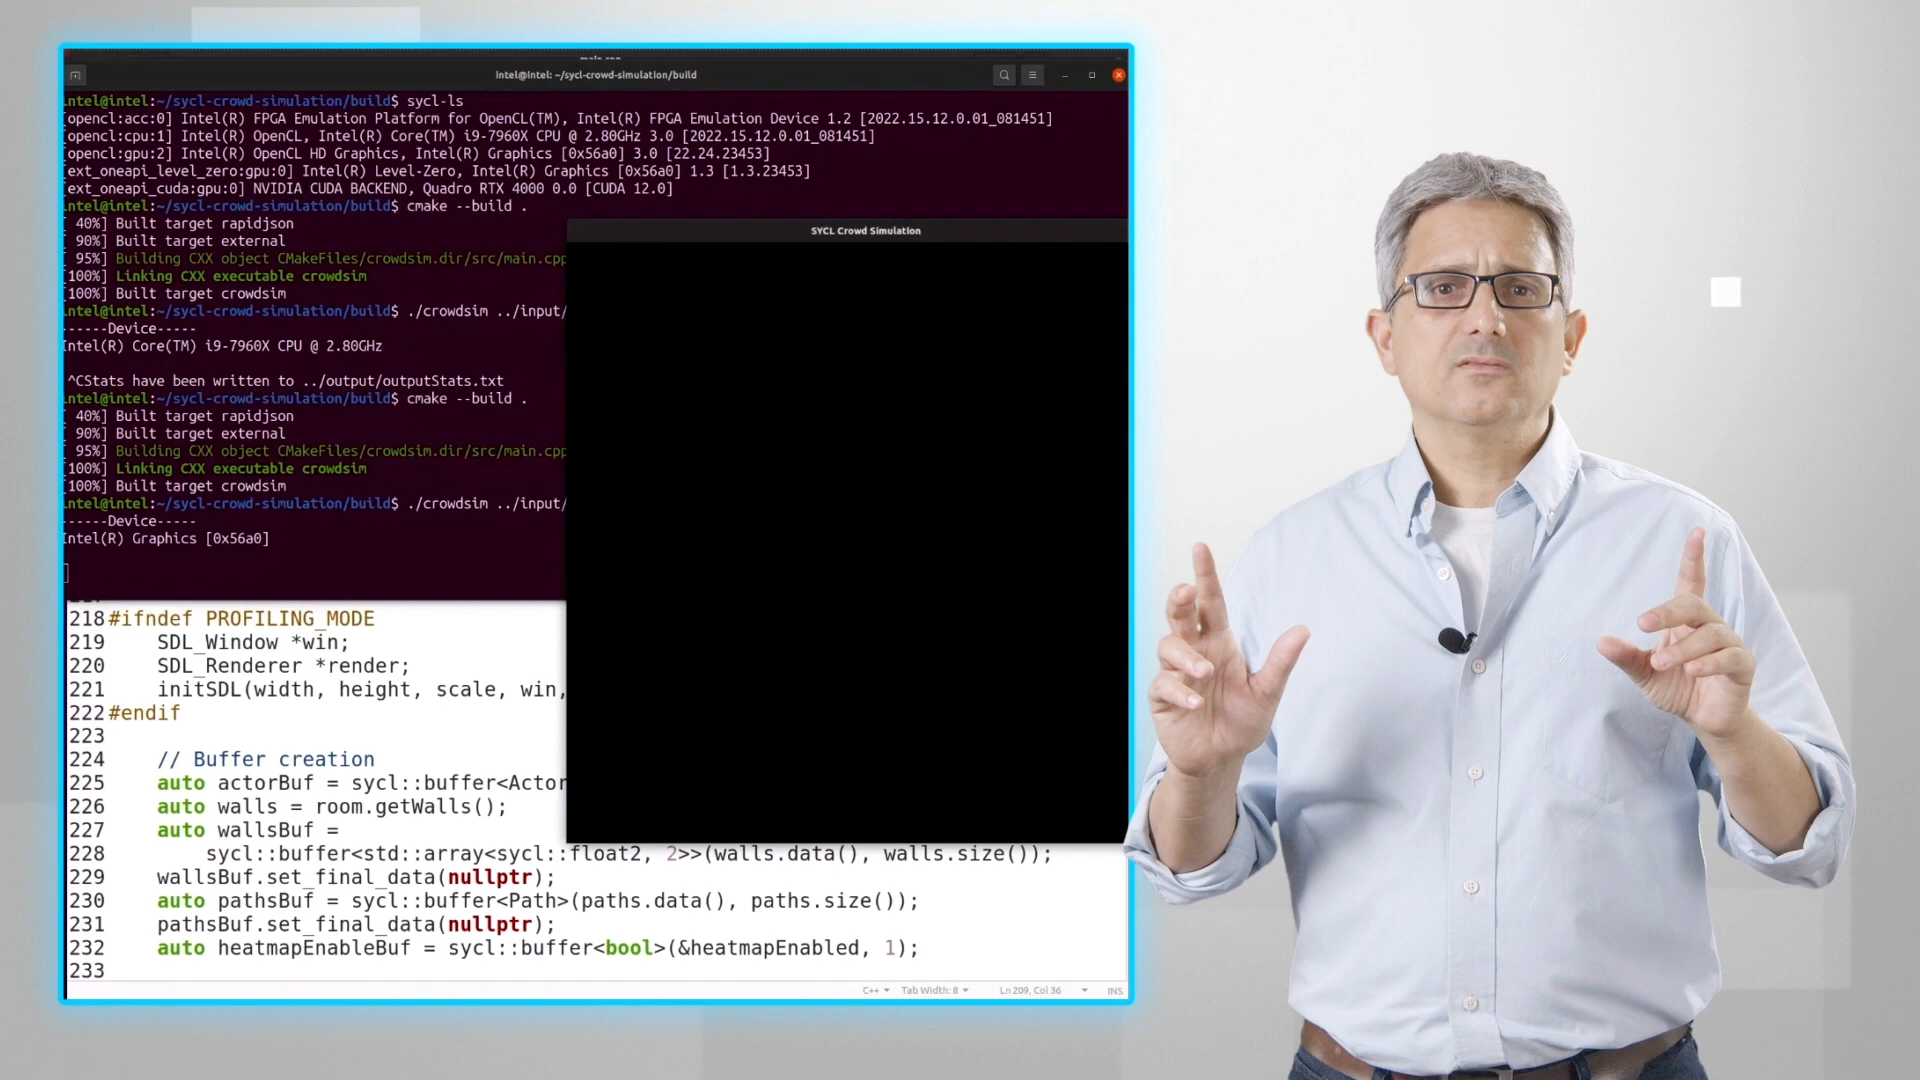 Intel@Intel: ~/sycl-crowd-simulation/build
intel@intel:~/sycl-crowd-simulation/build$ sycl-ls
[opencl:acc:0] Intel(R) FPGA Emulation Platform for OpenCL(TM), Intel(R) FPGA Emulation Device 1.2 [2022.15.12.0.01_081451]
[opencl:cpu:1] Intel(R) OpenCL, Intel(R) Core(TM) i9-7960X CPU @ 2.80GHz 3.0 [2022.15.12.0.01_081451]
[opencl:gpu:2] Intel(R) OpenCL HD Graphics, Intel(R) Graphics [0x56a0] 3.0 [22.24.23453]
[ext_oneapi_level_zero:gpu:0] Intel(R) Level-Zero, Intel(R) Graphics [0x56a0] 1.3 [1.3.23453]
[ext_oneapi_cuda:gpu:0] NVIDIA CUDA BACKEND, Quadro RTX 4000 0.0 [CUDA 12.0]
intel@intel:~/sycl-crowd-simulation/build$ cmake --build .
[ 40%] Built target rapidjson
[ 90%] Built target external
[ 95%] Building CXX object CMakeFiles/crowdsim.dir/src/main.cpp
[100%] Linking CXX executable crowdsim
[100%] Built target crowdsim
intel@intel:~/sycl-crowd-simulation/build$ ./crowdsim ../input/
------Device-----
Intel(R) Core(TM) i9-7960X CPU @ 2.80GHz
^CStats have been written to ../output/outputStats.txt
intel@intel:~/sycl-crowd-simulation/build$ cmake --build .
[ 40%] Built target rapidjson
[ 90%] Built target external
[ 95%] Building CXX object CMakeFiles/crowdsim.dir/src/main.cpp
[100%] Linking CXX executable crowdsim
[100%] Built target crowdsim
intel@intel:~/sycl-crowd-simulation/build$ ./crowdsim ../input/
------Device-----
Intel(R) Graphics [0x56a0]
SYCL Crowd Simulation
218 #ifndef PROFILING_MODE
219 SDL_Window *win;
220 SDL_Renderer *render;
221 initSDL(width, height, scale, win,
222 #endif
223
224 // Buffer creation
225 auto actorBuf = sycl::buffer<Actor
226 auto walls = room.getWalls();
227 auto wallsBuf =
228 sycl::buffer<std::array<sycl::float2, 2>>(walls.data(), walls.size());
229 wallsBuf.set_final_data(nullptr);
230 auto pathsBuf = sycl::buffer<Path>(paths.data(), paths.size());
231 pathsBuf.set_final_data(nullptr);
232 auto heatmapEnableBuf = sycl::buffer<bool>(&heatmapEnabled, 1);
233
C++ Tab Width: 8 Ln 209, Col 36 INS